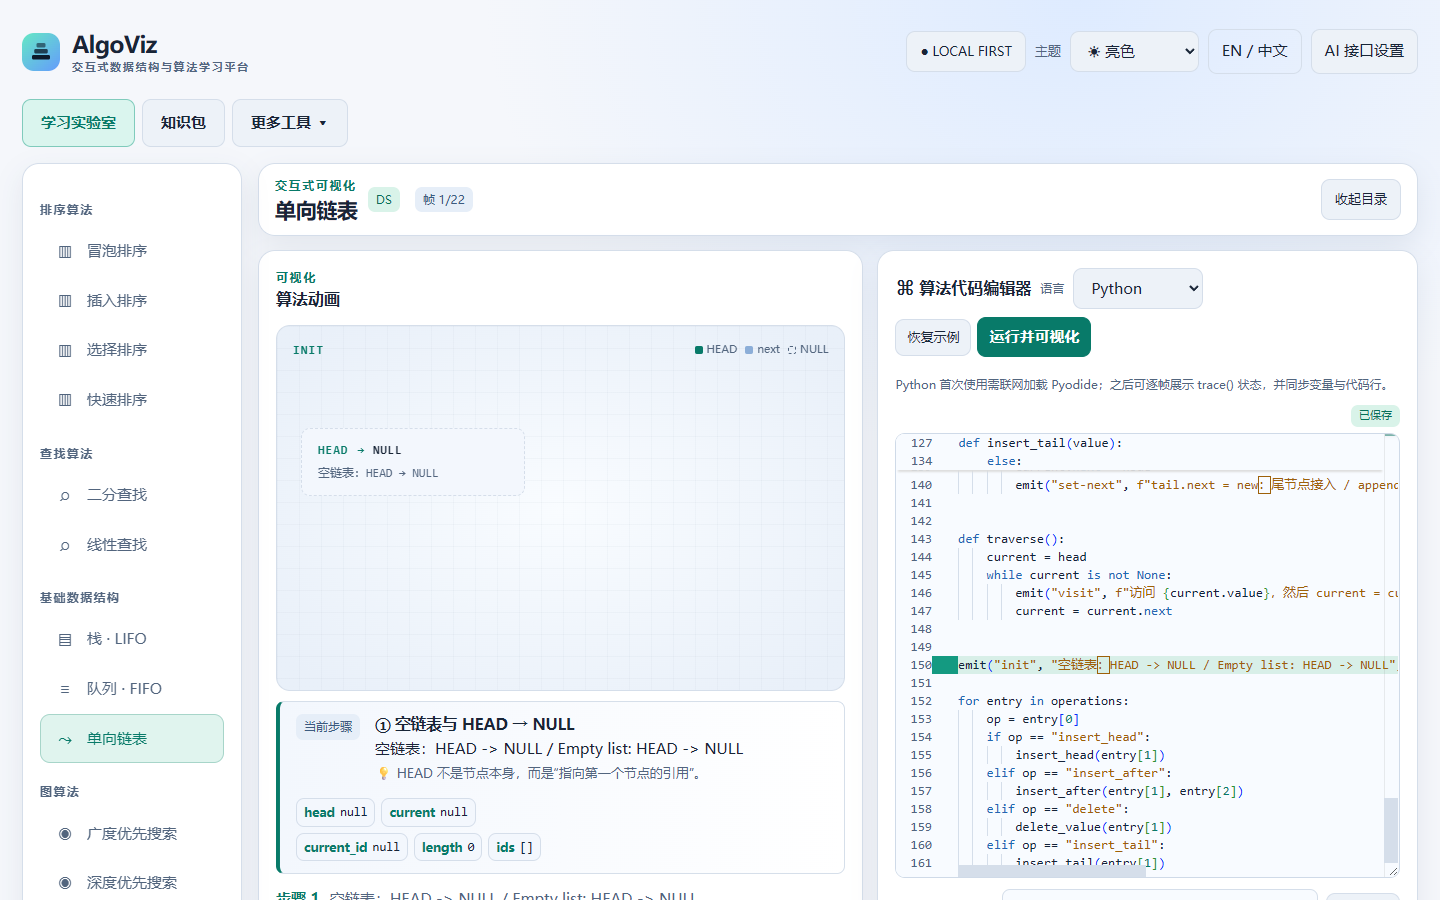 AlgoViz
交互式数据结构与算法学习平台
● LOCAL FIRST
主题
☀ 亮色
EN / 中文
AI 接口设置
学习实验室
知识包
更多工具 ▼
排序算法
冒泡排序
插入排序
选择排序
快速排序
查找算法
二分查找
线性查找
基础数据结构
栈 · LIFO
队列 · FIFO
单向链表
图算法
广度优先搜索
深度优先搜索
交互式可视化
单向链表
DS
帧 1/22
收起目录
可视化
算法动画
INIT
HEAD
next
NULL
HEAD → NULL
空链表：HEAD → NULL
当前步骤
① 空链表与 HEAD → NULL
空链表：HEAD -> NULL / Empty list: HEAD -> NULL
💡 HEAD 不是节点本身，而是“指向第一个节点的引用”。
head null
current null
current_id null
length 0
ids []
步骤 1
空链表：HEAD -> NULL / Empty list: HEAD -> NULL
⌘ 算法代码编辑器
语言
Python
恢复示例
运行并可视化
Python 首次使用需联网加载 Pyodide；之后可逐帧展示 trace() 状态，并同步变量与代码行。
已保存
127 def insert_tail(value):
134 else:
140 emit("set-next", f"tail.next = new：尾节点接入 / appen
141
142
143 def traverse():
144 current = head
145 while current is not None:
146 emit("visit", f"访问 {current.value}，然后 current = cu
147 current = current.next
148
149
150 emit("init", "空链表：HEAD -> NULL / Empty list: HEAD -> NULL"
151
152 for entry in operations:
153 op = entry[0]
154 if op == "insert_head":
155 insert_head(entry[1])
156 elif op == "insert_after":
157 insert_after(entry[1], entry[2])
158 elif op == "delete":
159 delete_value(entry[1])
160 elif op == "insert_tail":
161 insert_tail(entry[1])